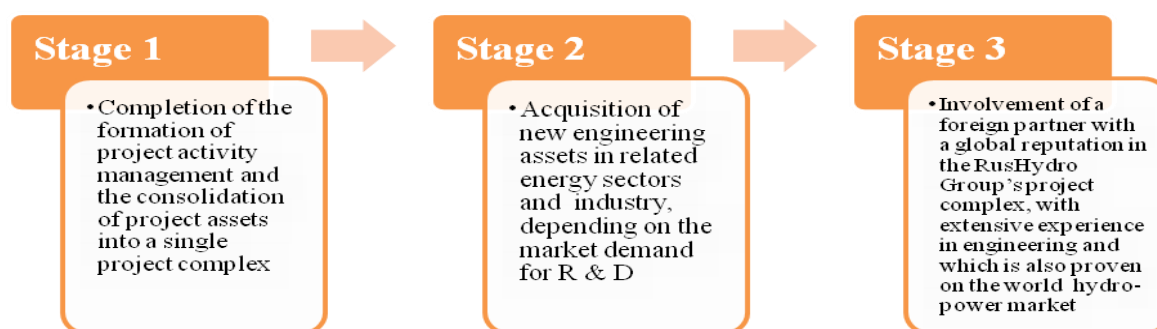 Stage 1
• Completion of the
formation of
project activity
management and
the consolidation
of project assets
into a single
project complex
Stage 2
• Acquisition of
new engineering
assets in related
energy sectors
and industry,
depending on the
market demand
for R & D
Stage 3
• Involvement of a
foreign partner with
a global reputation in
the RusHydro
Group's project
complex, with
extensive experience
in engineering and
which is also proven
on the world hydro-
power market